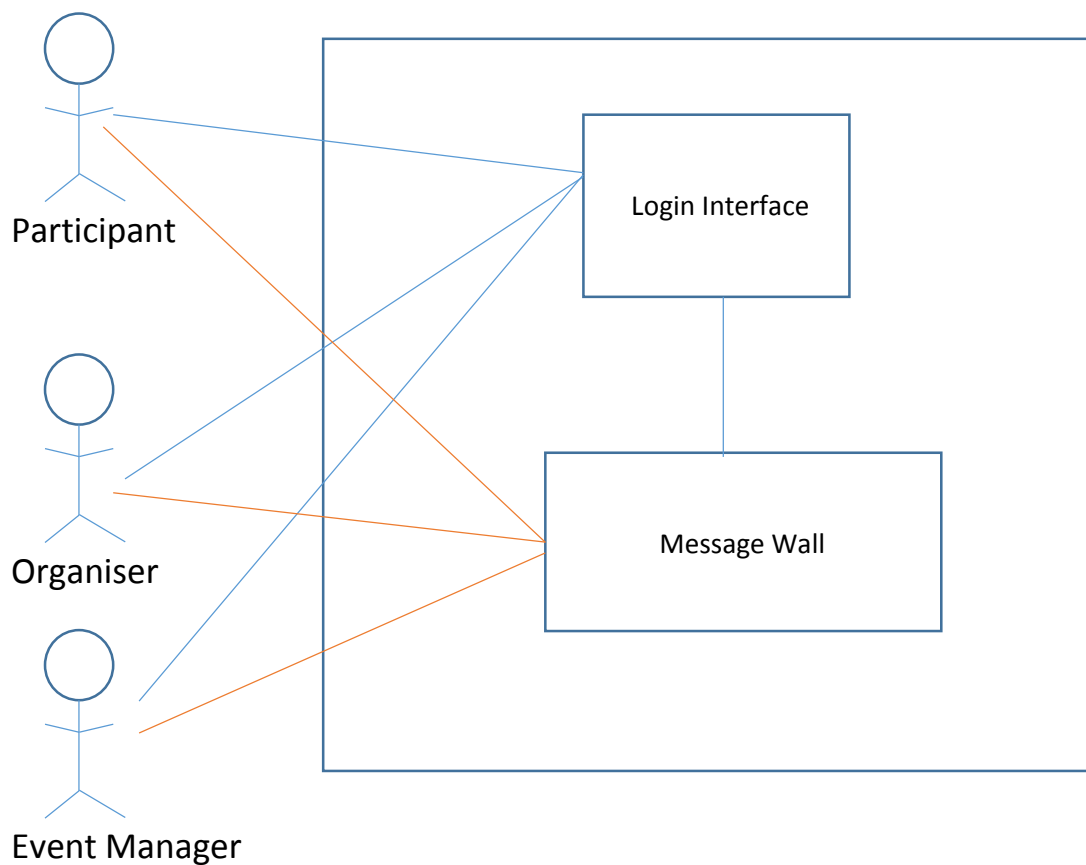 Participant
Login Interface
Organiser
Message Wall
Event Manager